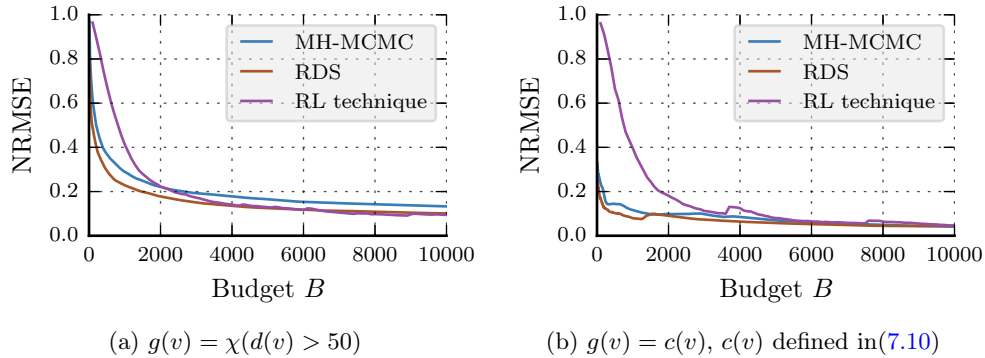 1.0
0.8
0.6
0.4
0.2
0.0
NRMSE
MH-MCMC
RDS
RL technique
0 2000 4000 6000 8000 10000
Budget B
(a) g(v) = χ(d(v) > 50)
1.0
0.8
0.6
0.4
0.2
0.0
NRMSE
MH-MCMC
RDS
RL technique
0 2000 4000 6000 8000 10000
Budget B
(b) g(v) = c(v), c(v) defined in(7.10)